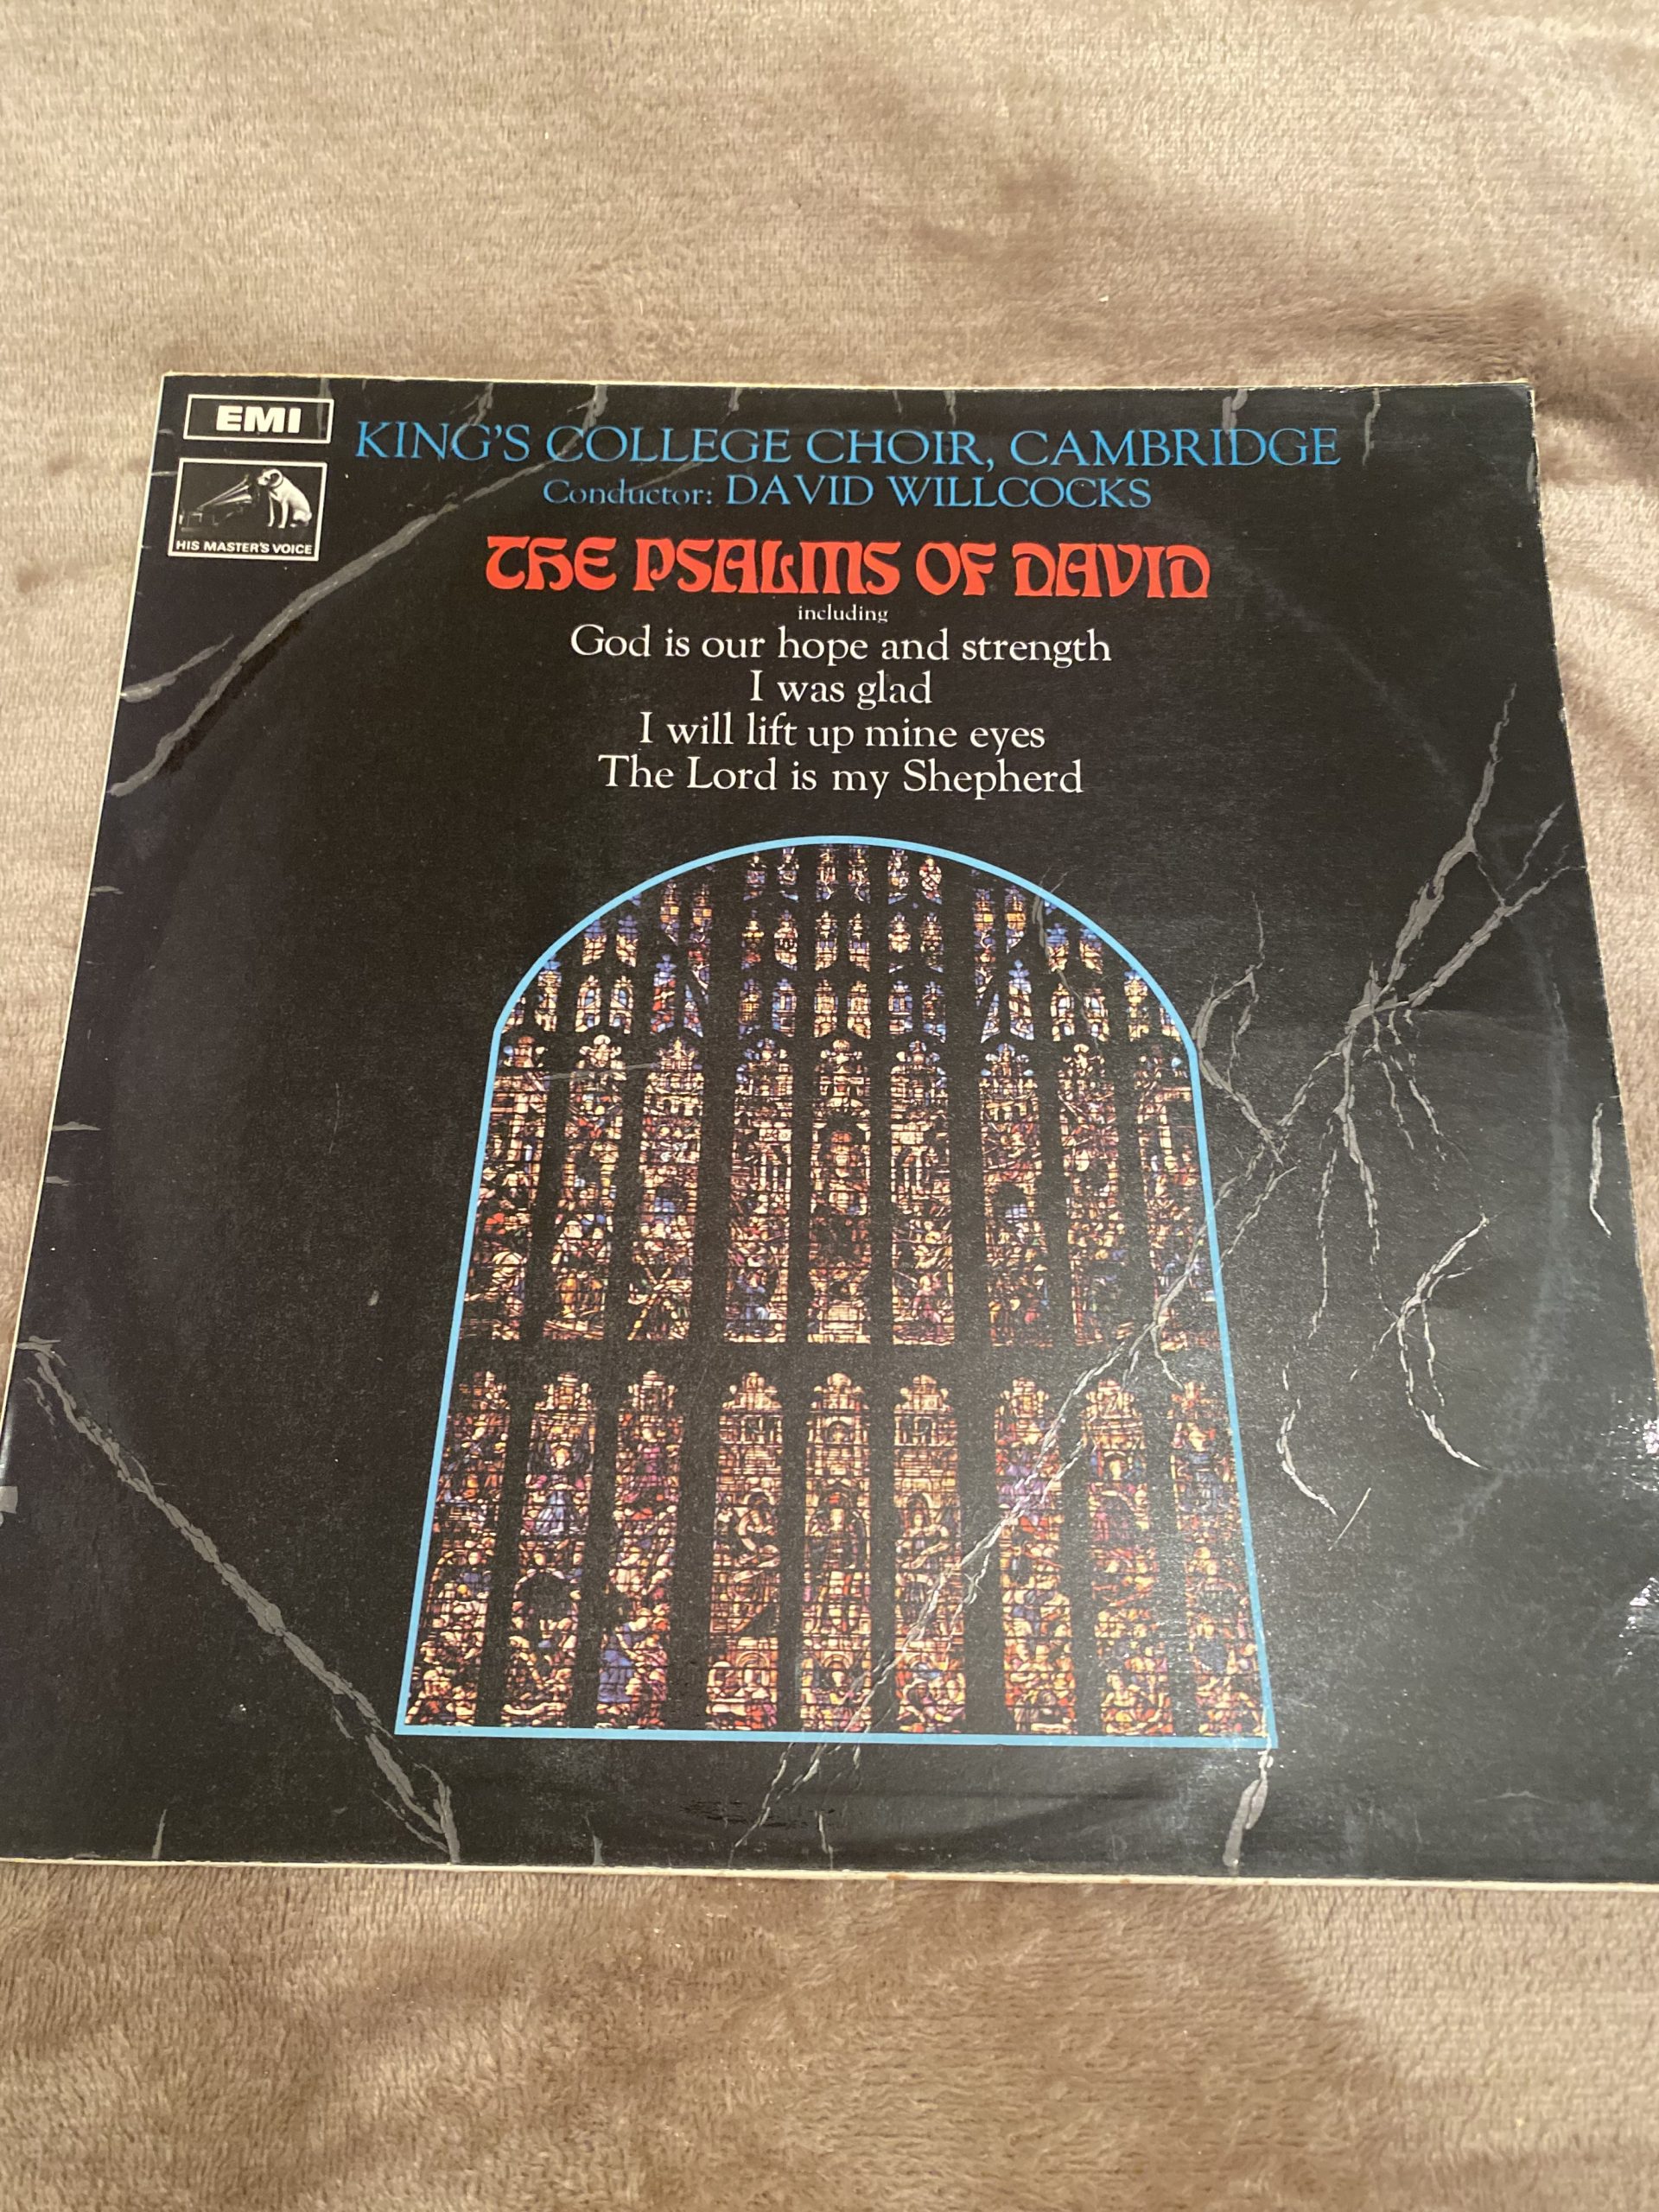 EMI
HIS MASTER'S VOICE
KING'S COLLEGE CHOIR, CAMBRIDGE
Conductor: DAVID WILLCOCKS
THE PSALMS OF DAVID
including
God is our hope and strength
I was glad
I will lift up mine eyes
The Lord is my Shepherd